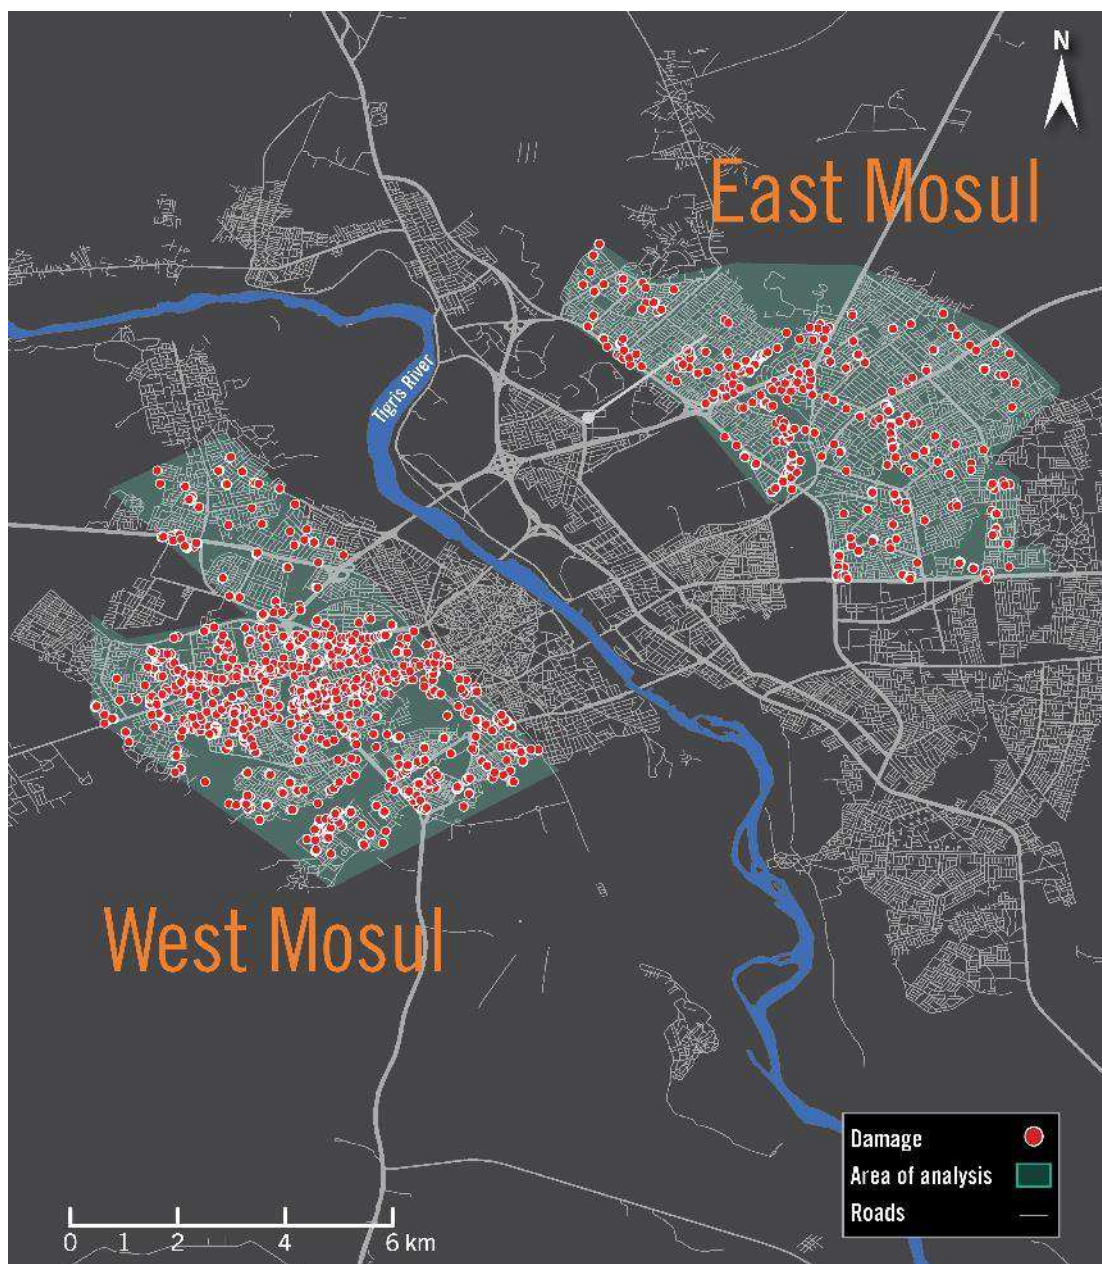 N
East Mosul
Tigris River
West Mosul
Damage
Area of analysis
Roads
0 1 2 4 6 km